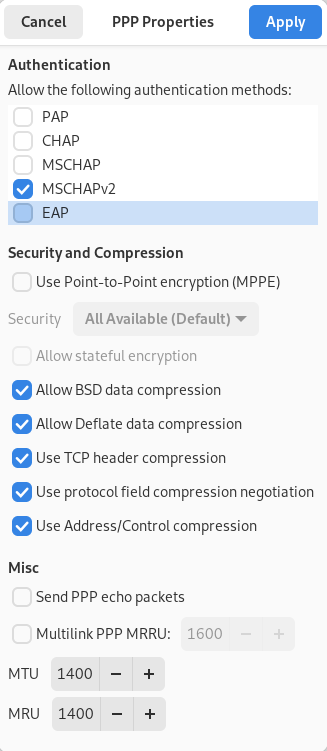 Cancel PPP Properties Apply
Authentication
Allow the following authentication methods:
PAP
CHAP
MSCHAP
MSCHAPv2
EAP
Security and Compression
Use Point-to-Point encryption (MPPE)
Security All Available (Default)
Allow stateful encryption
Allow BSD data compression
Allow Deflate data compression
Use TCP header compression
Use protocol field compression negotiation
Use Address/Control compression
Misc
Send PPP echo packets
Multilink PPP MRRU: 1600 − +
MTU 1400 − +
MRU 1400 − +